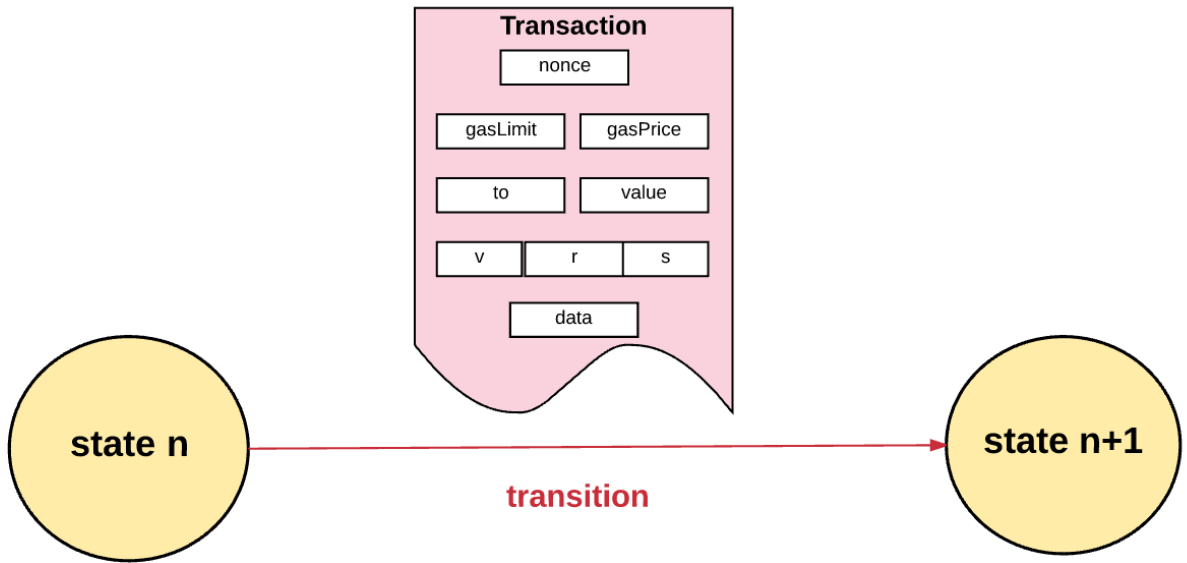 Transaction
nonce
gasLimit gasPrice
to value
v r s
data
state n
state n+1
transition